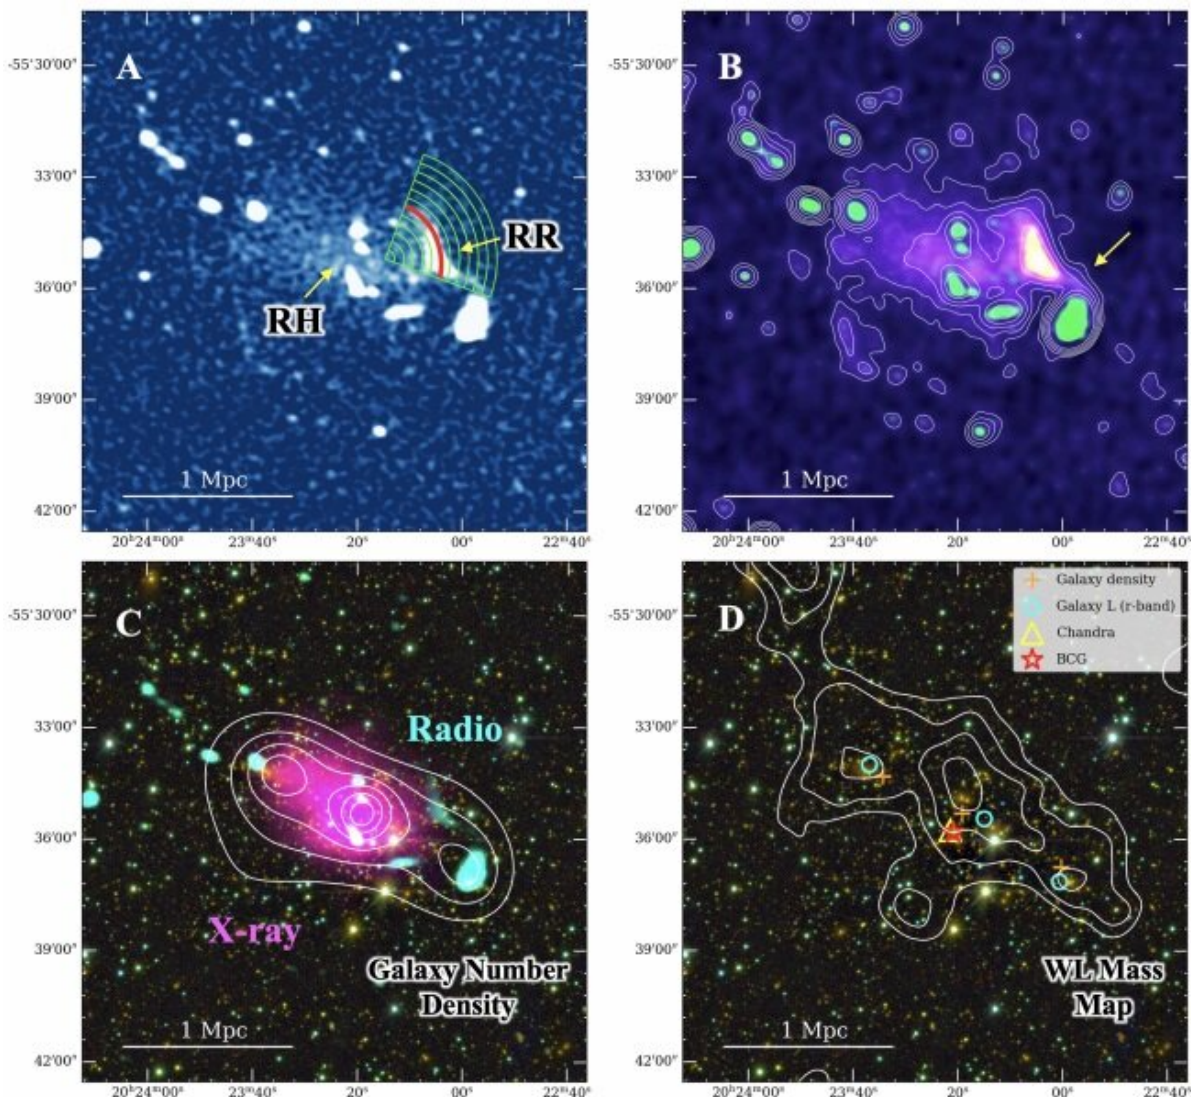 A
B
-55°30'00"
-55°30'00"
33'00"
33'00"
RR
36'00"
36'00"
RH
39'00"
39'00"
1 Mpc
1 Mpc
42'00"
42'00"
20ʰ24ᵐ00ˢ 23ᵐ40ˢ 20ˢ 00ˢ 22ᵐ40ˢ
20ʰ24ᵐ00ˢ 23ᵐ40ˢ 20ˢ 00ˢ 22ᵐ40ˢ
C
D
Galaxy density
Galaxy L (r-band)
Chandra
BCG
-55°30'00"
-55°30'00"
33'00"
33'00"
Radio
36'00"
36'00"
X-ray
39'00"
39'00"
Galaxy Number
Density
WL Mass
Map
1 Mpc
1 Mpc
42'00"
42'00"
20ʰ24ᵐ00ˢ 23ᵐ40ˢ 20ˢ 00ˢ 22ᵐ40ˢ
20ʰ24ᵐ00ˢ 23ᵐ40ˢ 20ˢ 00ˢ 22ᵐ40ˢ